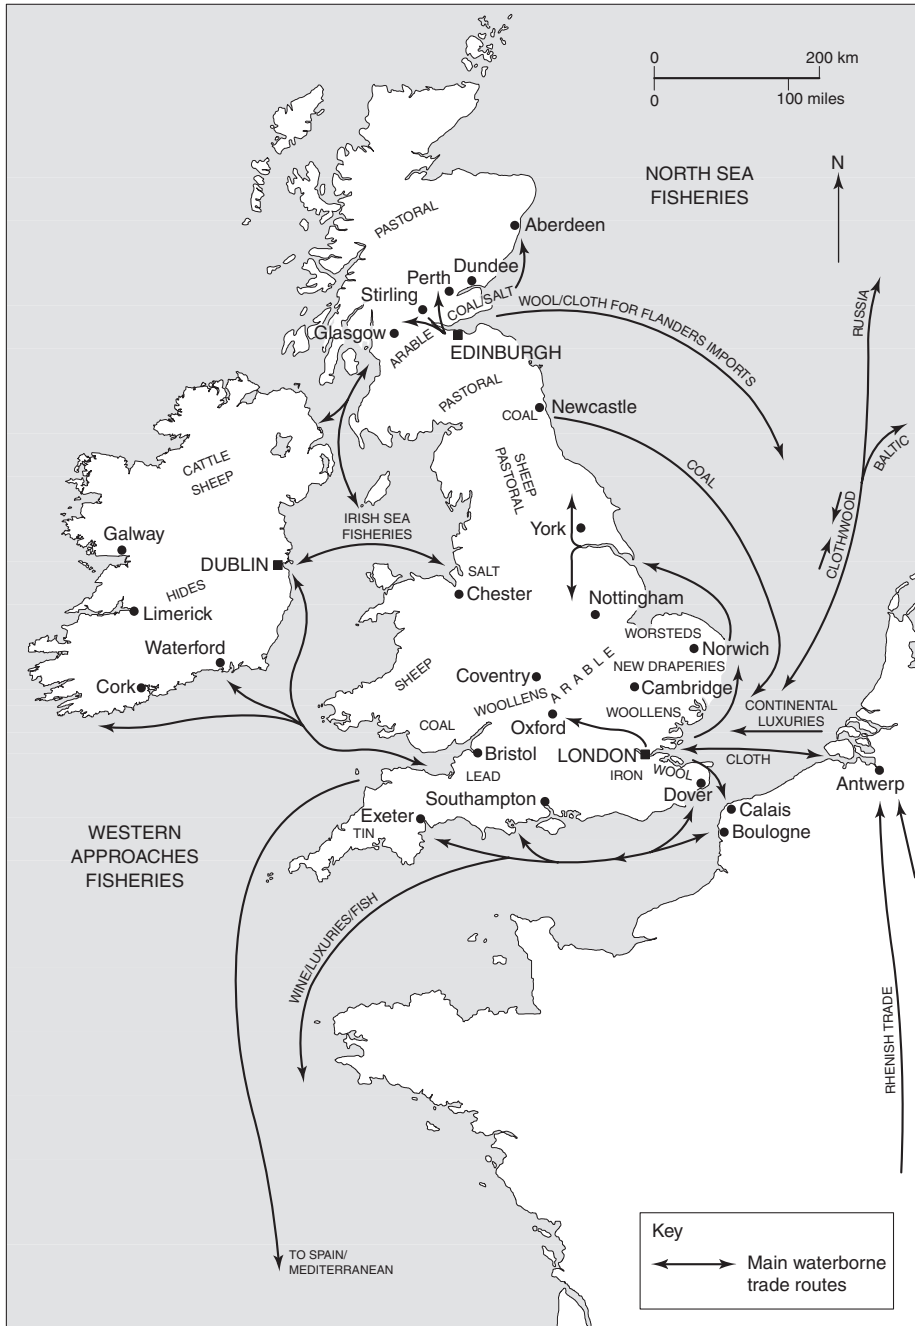 0 200 km
0 100 miles
N
NORTH SEA
FISHERIES
PASTORAL
Aberdeen
Dundee
Perth
Stirling
COAL/SALT
Glasgow
ARABLE
EDINBURGH
WOOL/CLOTH FOR FLANDERS IMPORTS
RUSSIA
PASTORAL
Newcastle
COAL
BALTIC
COAL
CATTLE
SHEEP
SHEEP
PASTORAL
CLOTH/WOOD
IRISH SEA
FISHERIES
York
Galway
DUBLIN
SALT
HIDES
Chester
Limerick
Nottingham
WORSTEDS
Waterford
Norwich
NEW DRAPERIES
SHEEP
Coventry
ARABLE
Cork
Cambridge
WOOLLENS
WOOLLENS
CONTINENTAL
LUXURIES
COAL
Oxford
Bristol
LONDON
CLOTH
LEAD
IRON
WOOL
Antwerp
Dover
Southampton
Calais
Exeter
TIN
Boulogne
WESTERN
APPROACHES
FISHERIES
WINE/LUXURIES/FISH
RHENISH TRADE
TO SPAIN/
MEDITERRANEAN
Key
Main waterborne
trade routes